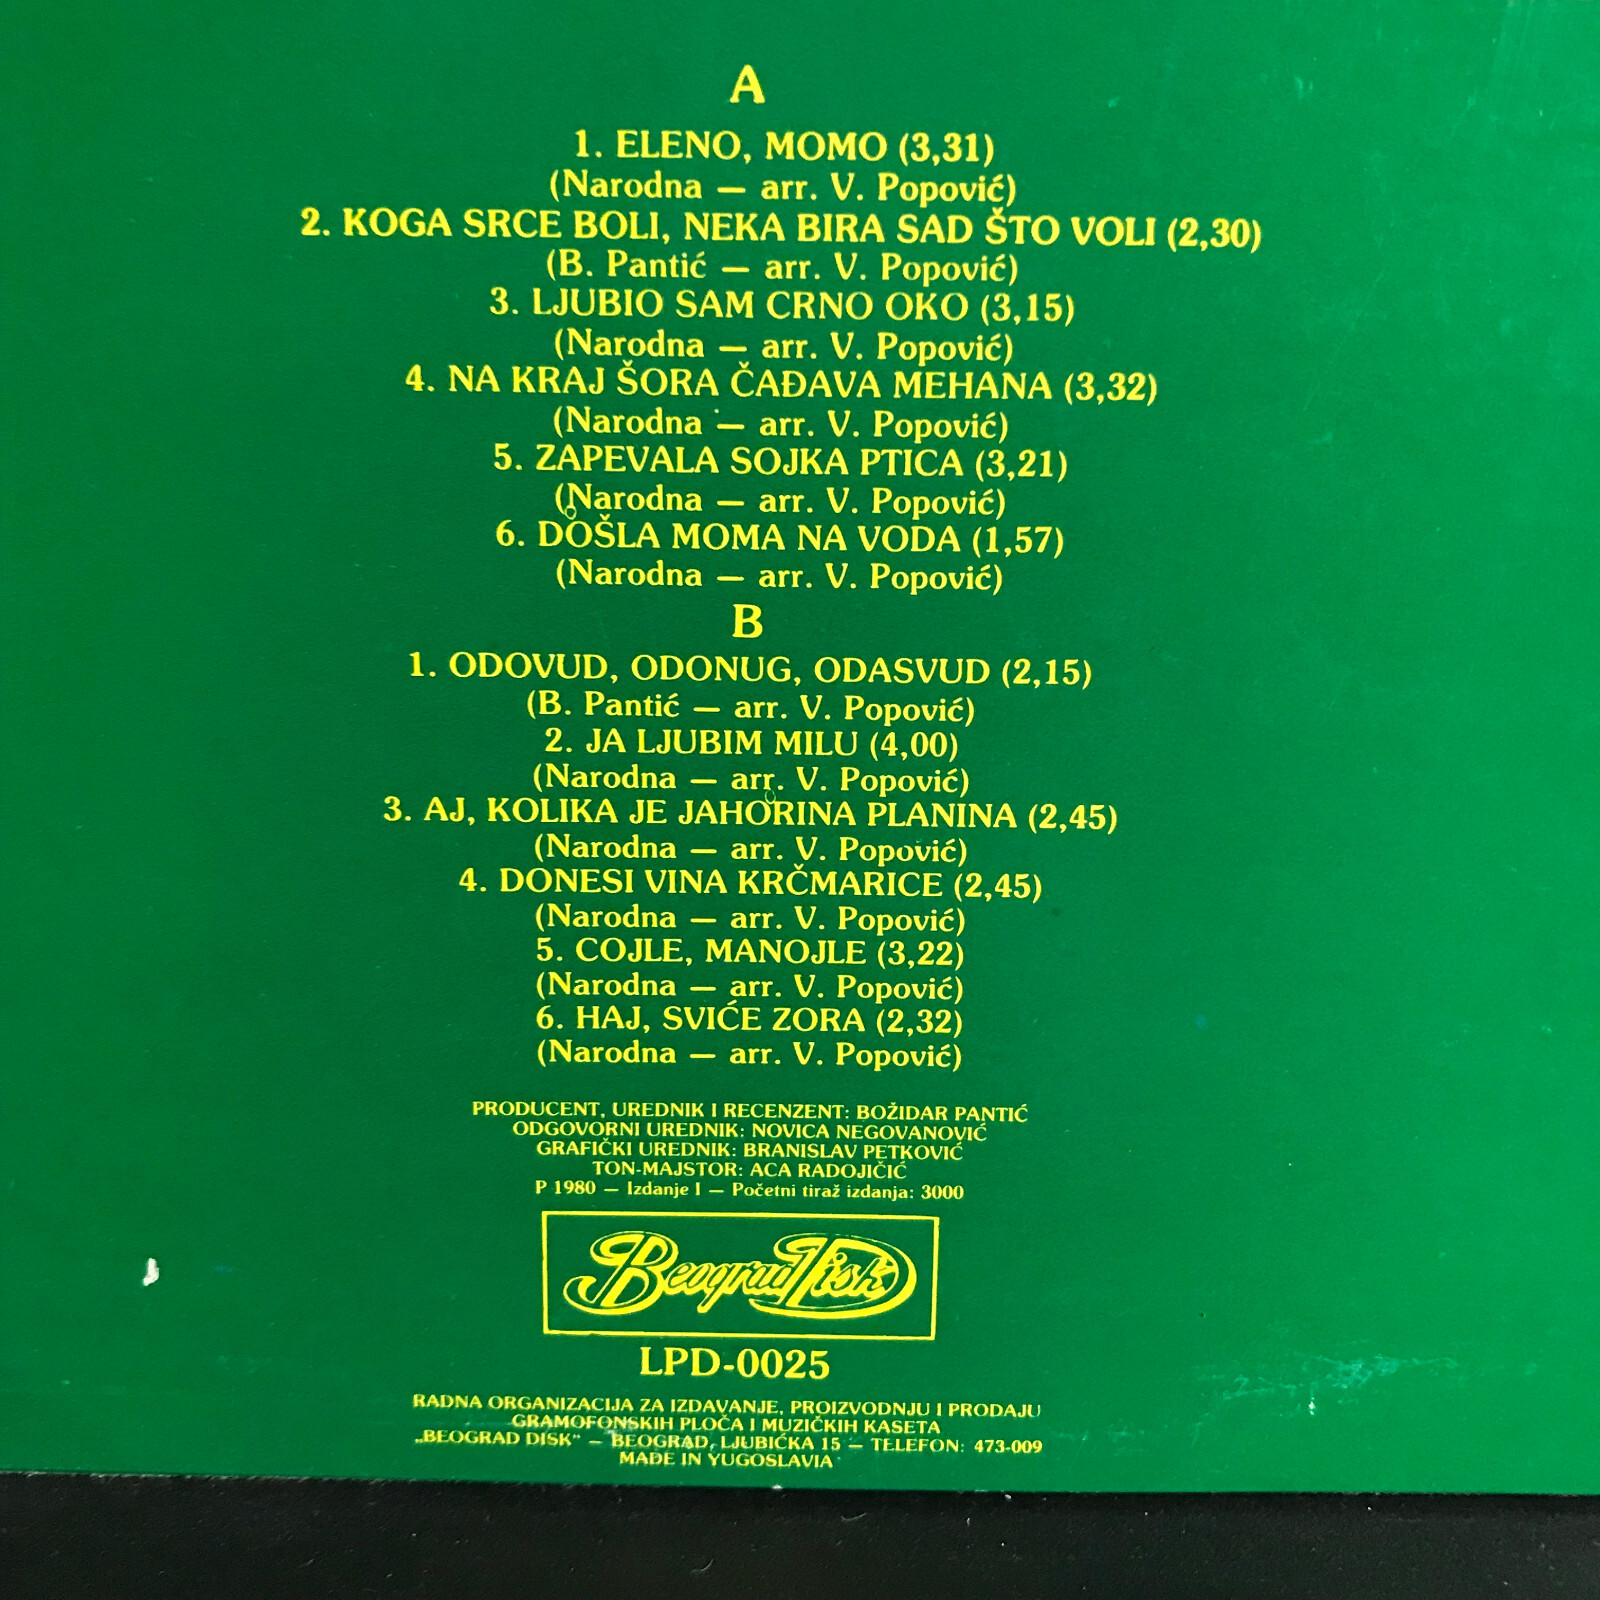 A
1. ELENO, MOMO (3,31)
(Narodna — arr. V. Popović)
2. KOGA SRCE BOLI, NEKA BIRA SAD ŠTO VOLI (2,30)
(B. Pantić — arr. V. Popović)
3. LJUBIO SAM CRNO OKO (3,15)
(Narodna — arr. V. Popović)
4. NA KRAJ ŠORA ČAĐAVA MEHANA (3,32)
(Narodna — arr. V. Popović)
5. ZAPEVALA SOJKA PTICA (3,21)
(Narodna — arr. V. Popović)
6. DOŠLA MOMA NA VODA (1,57)
(Narodna — arr. V. Popović)
B
1. ODOVUD, ODONUG, ODASVUD (2,15)
(B. Pantić — arr. V. Popović)
2. JA LJUBIM MILU (4,00)
(Narodna — arr. V. Popović)
3. AJ, KOLIKA JE JAHORINA PLANINA (2,45)
(Narodna — arr. V. Popović)
4. DONESI VINA KRČMARICE (2,45)
(Narodna — arr. V. Popović)
5. COJLE, MANOJLE (3,22)
(Narodna — arr. V. Popović)
6. HAJ, SVIĆE ZORA (2,32)
(Narodna — arr. V. Popović)
PRODUCENT, UREDNIK I RECENZENT: BOŽIDAR PANTIĆ
ODGOVORNI UREDNIK: NOVICA NEGOVANOVIĆ
GRAFIČKI UREDNIK: BRANISLAV PETKOVIĆ
TON-MAJSTOR: ACA RADOJIČIĆ
P 1980 — Izdanje I — Početni tiraž izdanja: 3000
Beograd Disk
LPD-0025
RADNA ORGANIZACIJA ZA IZDAVANJE, PROIZVODNJU I PRODAJU
GRAMOFONSKIH PLOČA I MUZIČKIH KASETA
„BEOGRAD DISK“ — BEOGRAD, LJUBIĆKA 15 — TELEFON: 473-009
MADE IN YUGOSLAVIA